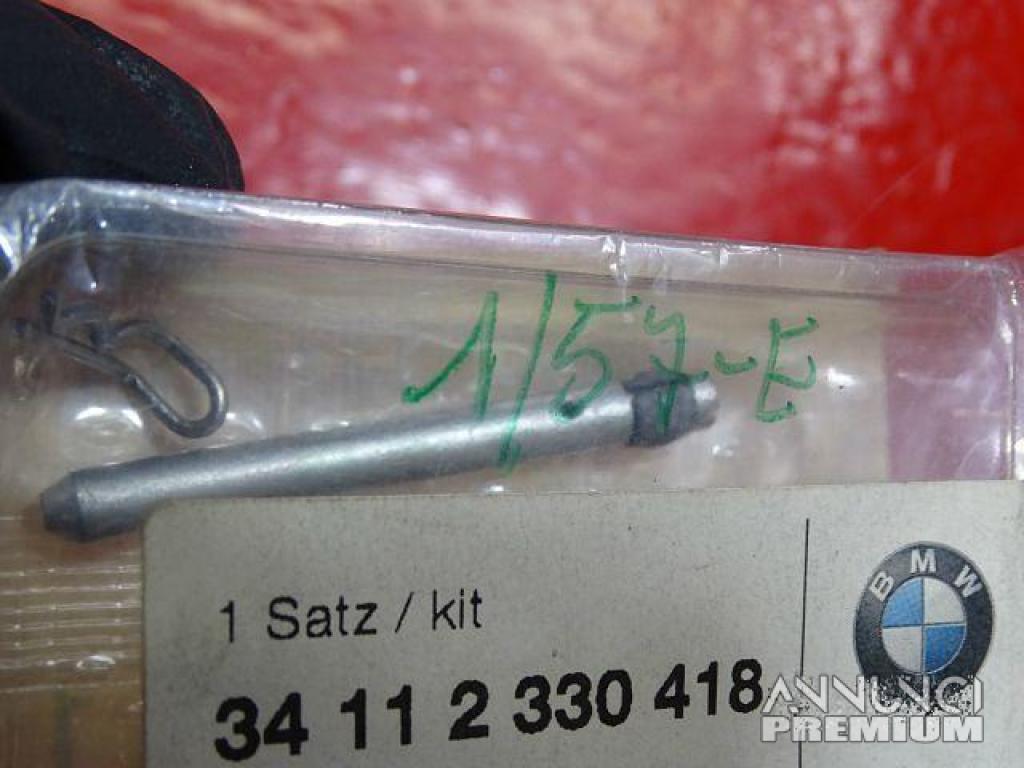 1/57-E
1 Satz / kit
34 11 2 330 418
BMW
ANNUNCI
PREMIUM